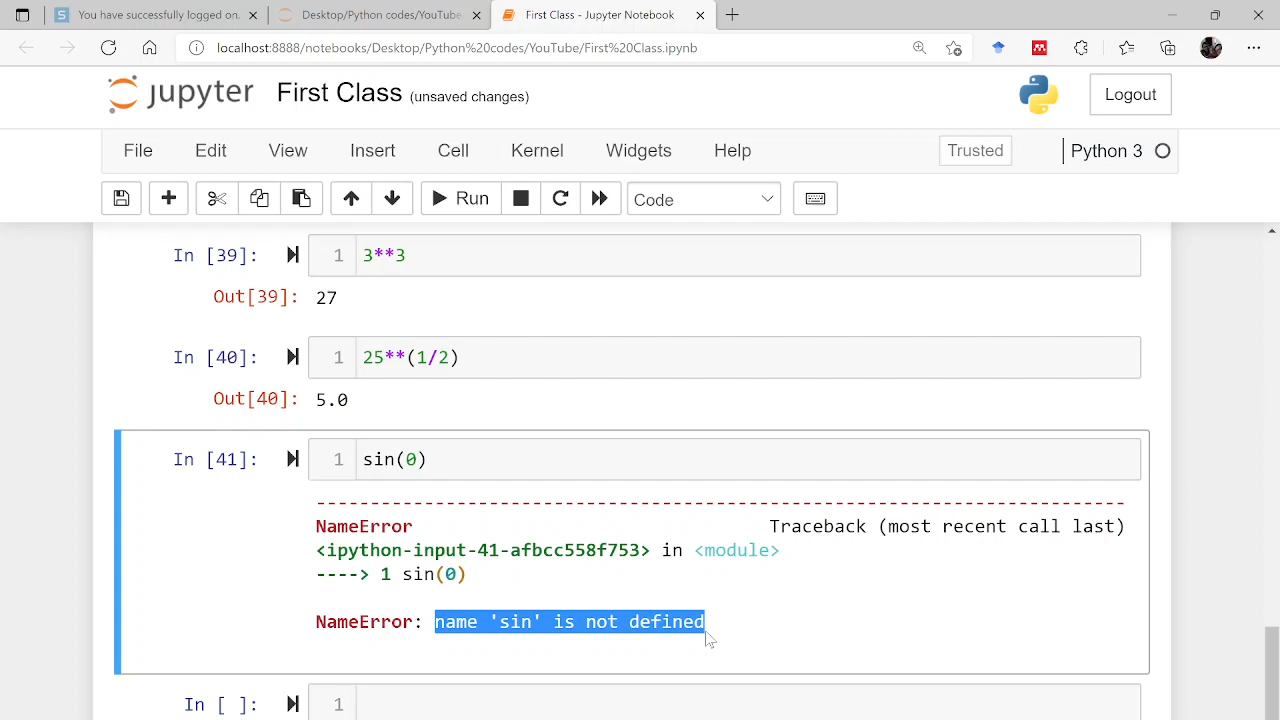 You have successfully logged so
Desktop/Python codes/YouTube
First Class - Jupyter Notebook
localhost:8888/notebooks/Desktop/Python%20codes/YouTube/First%20Class.ipynb
jupyter First Class (unsaved changes)
Logout
File Edit View Insert Cell Kernel Widgets Help Trusted Python 3
Run Code
In [39]: 1 3**3
Out[39]: 27
In [40]: 1 25**(1/2)
Out[40]: 5.0
In [41]: 1 sin(0)
---------------------------------------------------------------------------
NameError Traceback (most recent call last)
<ipython-input-41-afbcc558f753> in <module>
----> 1 sin(0)
NameError: name 'sin' is not defined
In [ ]: 1